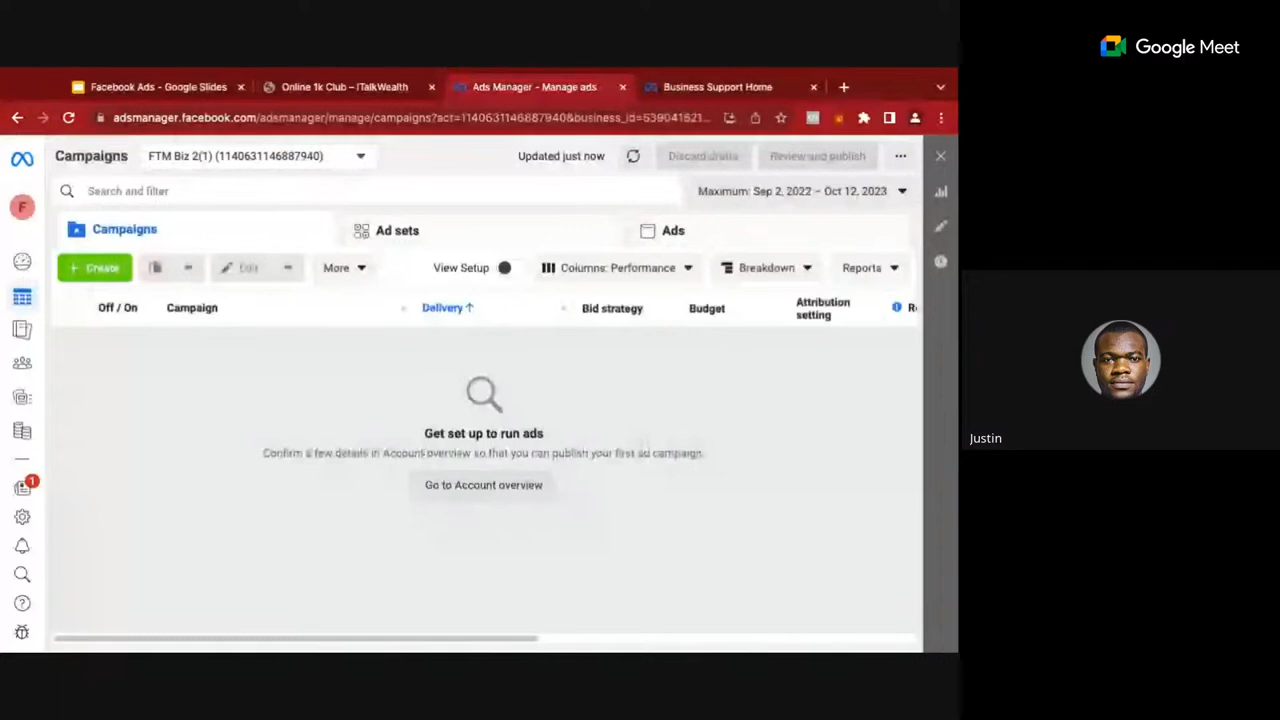 Google Meet
Facebook Ads - Google Slides
Online 1k Club – ITalkWealth
Ads Manager - Manage ads
Business Support Home
adsmanager.facebook.com/adsmanager/manage/campaigns?act=1140631146887940&business_id=539041621...
Campaigns
FTM Biz 2(1) (1140631146887940)
Updated just now
Discard drafts
Review and publish
F
Search and filter
Maximum: Sep 2, 2022 – Oct 12, 2023
Campaigns
Ad sets
Ads
+ Create
Edit
More
View Setup
Columns: Performance
Breakdown
Reports
Off / On
Campaign
Delivery ↑
Bid strategy
Budget
Attribution
setting
Re
Get set up to run ads
Confirm a few details in Account overview so that you can publish your first ad campaign.
Go to Account overview
1
Justin